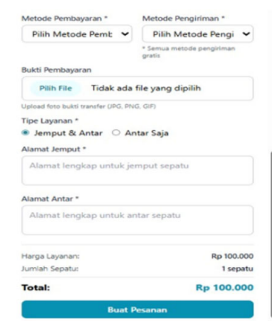 Metode Pembayaran * Metode Pengiriman *
Pilih Metode Pemb Pilih Metode Pengi
* Semua metode pengiriman
gratis
Bukti Pembayaran
Pilih File Tidak ada file yang dipilih
Upload foto bukti transfer (JPG, PNG, GIF)
Tipe Layanan *
Jemput & Antar Antar Saja
Alamat Jemput *
Alamat lengkap untuk jemput sepatu
Alamat Antar *
Alamat lengkap untuk antar sepatu
Harga Layanan: Rp 100.000
Jumlah Sepatu: 1 sepatu
Total: Rp 100.000
Buat Pesanan